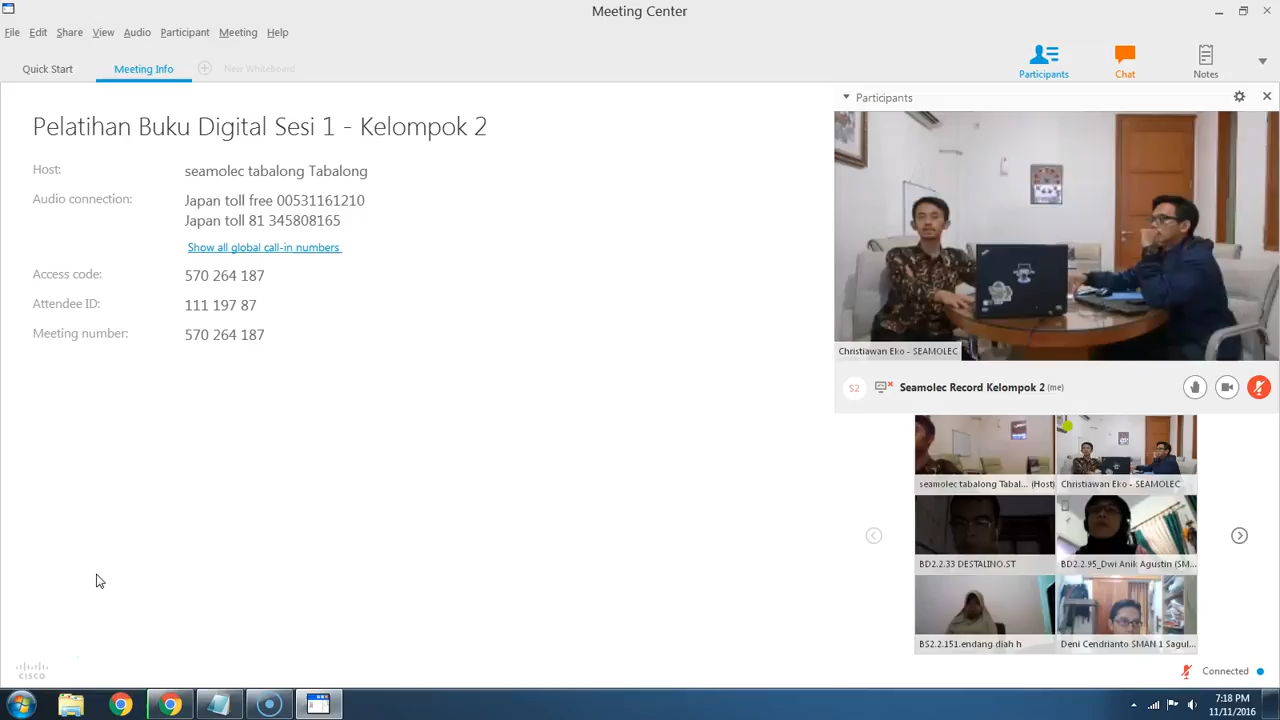 Meeting Center
File Edit Share View Audio Participant Meeting Help
Quick Start Meeting Info New Whiteboard
Participants Chat Notes
Participants
Pelatihan Buku Digital Sesi 1 - Kelompok 2
Host: seamolec tabalong Tabalong
Audio connection: Japan toll free 00531161210
Japan toll 81 345808165
Show all global call-in numbers
Access code: 570 264 187
Attendee ID: 111 197 87
Meeting number: 570 264 187
Christiawan Eko - SEAMOLEC
S2 Seamolec Record Kelompok 2 (me)
seamolec tabalong Tabal... (Host) Christiawan Eko - SEAMOLEC
BD2.2.33 DESTALINO.ST BD2.2.95_Dwi Anik Agustin (SM...
BS2.2.151.endang diah h Deni Cendrianto SMAN 1 Sagul...
cisco
Connected
7:18 PM
11/11/2016